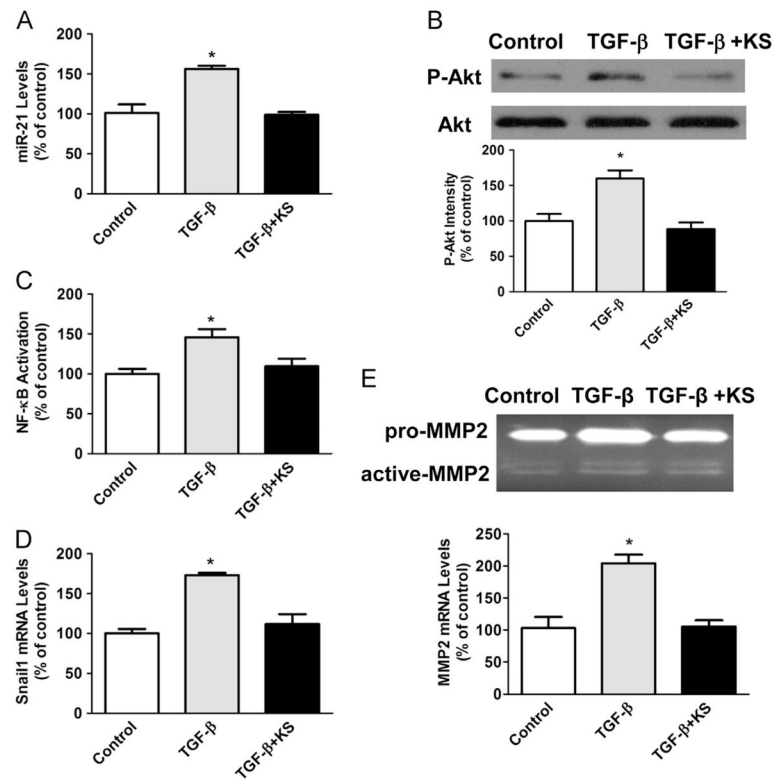 A
miR-21 Levels
(% of control)
200
150
100
50
0
*
Control
TGF-β
TGF-β+KS
B
Control TGF-β TGF-β +KS
P-Akt
Akt
P-Akt Intensity
(% of control)
200
150
100
50
0
*
Control
TGF-β
TGF-β+KS
C
NF-κB Activation
(% of control)
200
150
100
50
0
*
Control
TGF-β
TGF-β+KS
D
Snail1 mRNA Levels
(% of control)
200
150
100
50
0
*
Control
TGF-β
TGF-β+KS
E
Control TGF-β TGF-β +KS
pro-MMP2
active-MMP2
MMP2 mRNA Levels
(% of control)
250
200
150
100
50
0
*
Control
TGF-β
TGF-β+KS